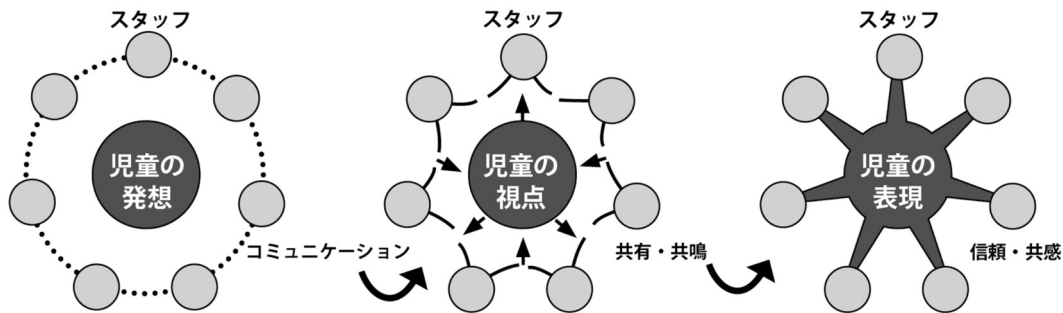 スタッフ
児童の
発想
コミュニケーション
スタッフ
児童の
視点
共有・共鳴
スタッフ
児童の
表現
信頼・共感